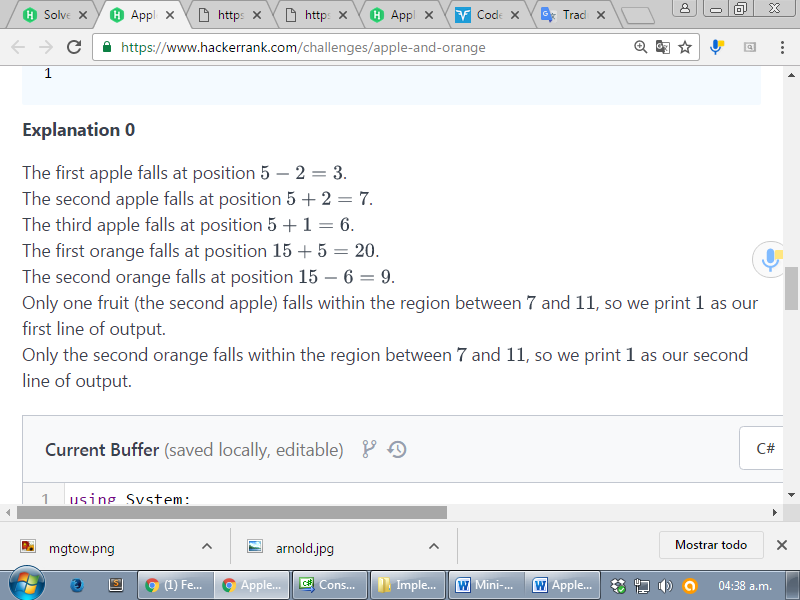 Solve
Apple
https
https
Appl
Code
Trad
https://www.hackerrank.com/challenges/apple-and-orange
1
Explanation 0
The first apple falls at position 5 − 2 = 3.
The second apple falls at position 5 + 2 = 7.
The third apple falls at position 5 + 1 = 6.
The first orange falls at position 15 + 5 = 20.
The second orange falls at position 15 − 6 = 9.
Only one fruit (the second apple) falls within the region between 7 and 11, so we print 1 as our
first line of output.
Only the second orange falls within the region between 7 and 11, so we print 1 as our second
line of output.
Current Buffer (saved locally, editable)
C#
1 using System;
mgtow.png
arnold.jpg
Mostrar todo
(1) Fe...
Apple...
Cons...
Imple...
Mini-...
Apple...
04:38 a.m.